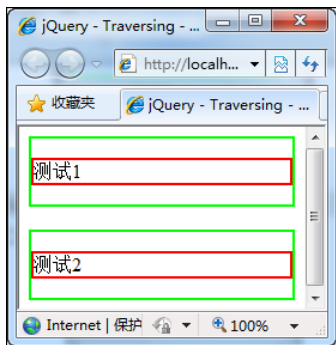 jQuery - Traversing - ...
http://localh...
收藏夹
jQuery - Traversing - ...
测试1
测试2
Internet | 保护
100%